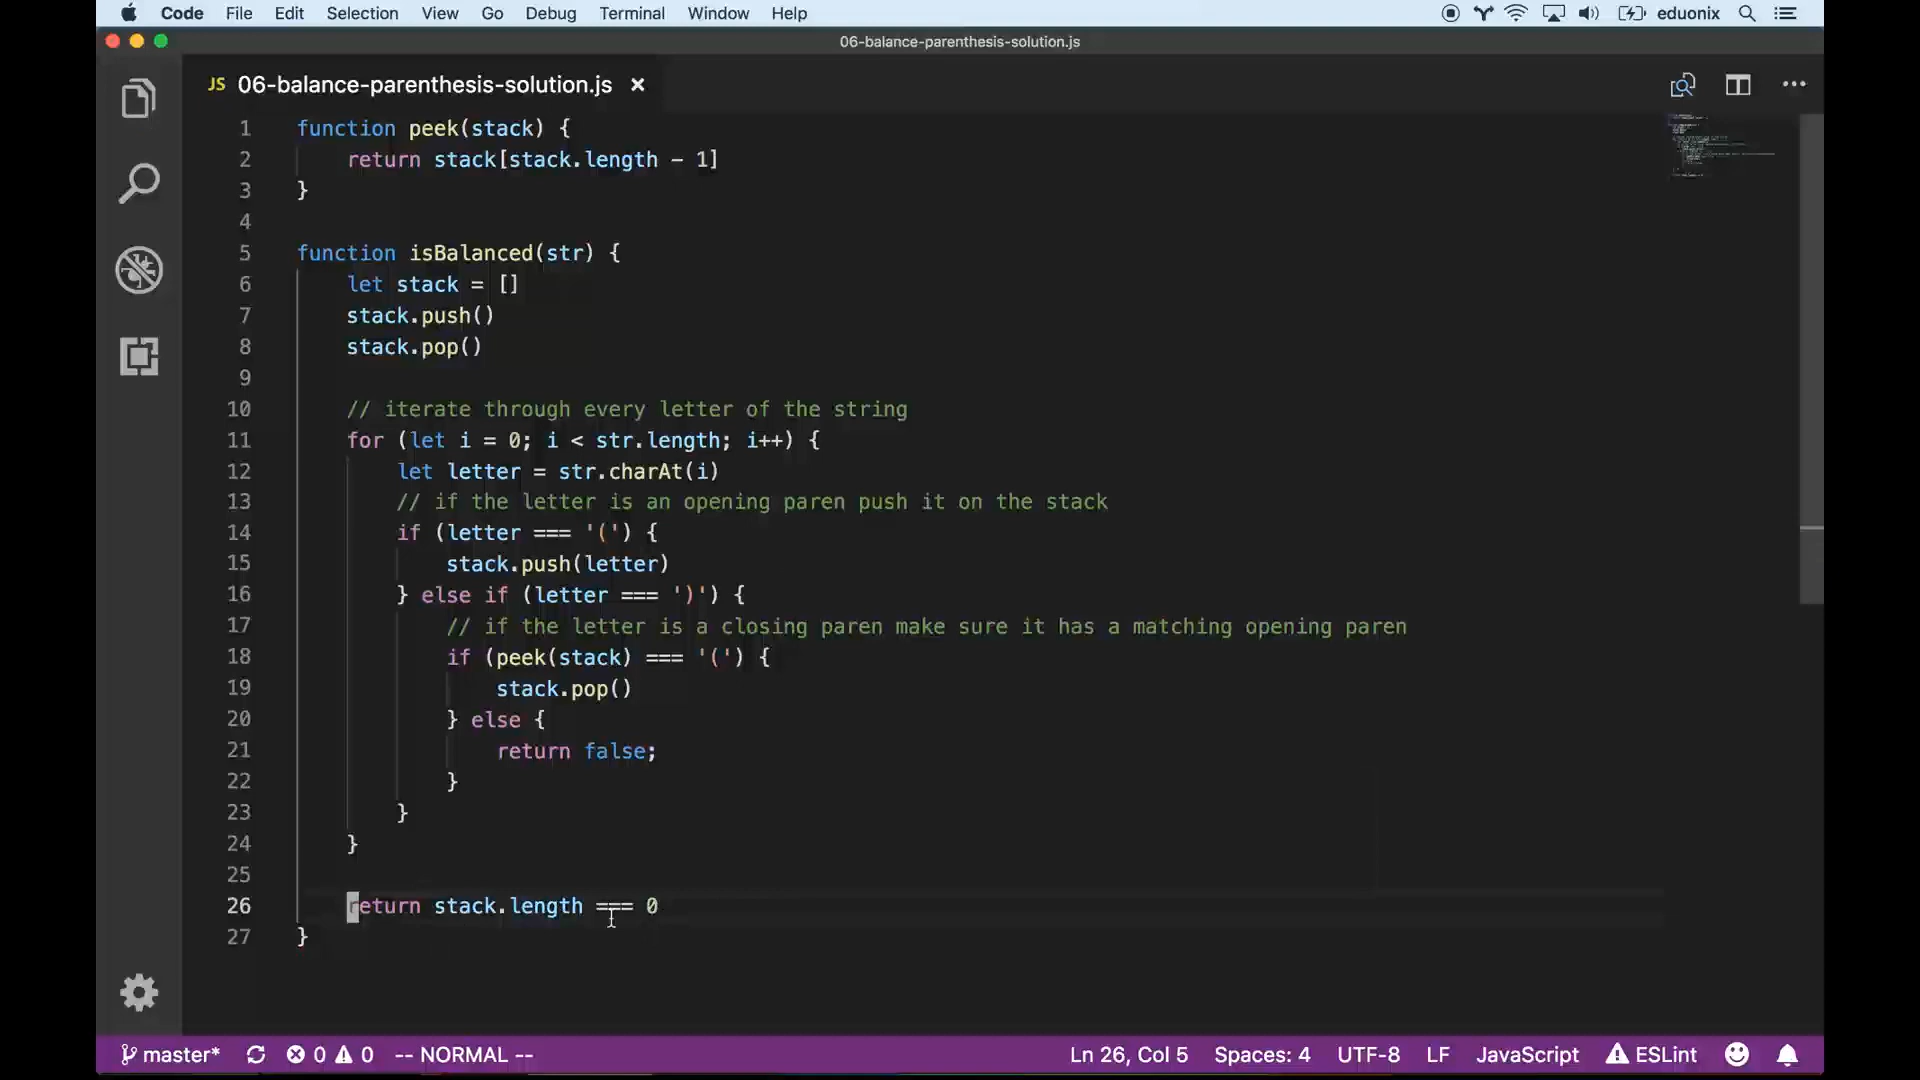 Code File Edit Selection View Go Debug Terminal Window Help eduonix
06-balance-parenthesis-solution.js
JS 06-balance-parenthesis-solution.js
1 function peek(stack) {
2 return stack[stack.length - 1]
3 }
4
5 function isBalanced(str) {
6 let stack = []
7 stack.push()
8 stack.pop()
9
10 // iterate through every letter of the string
11 for (let i = 0; i < str.length; i++) {
12 let letter = str.charAt(i)
13 // if the letter is an opening paren push it on the stack
14 if (letter === '(') {
15 stack.push(letter)
16 } else if (letter === ')') {
17 // if the letter is a closing paren make sure it has a matching opening paren
18 if (peek(stack) === '(') {
19 stack.pop()
20 } else {
21 return false;
22 }
23 }
24 }
25
26 return stack.length === 0
27 }
master* 0 0 -- NORMAL -- Ln 26, Col 5 Spaces: 4 UTF-8 LF JavaScript ESLint